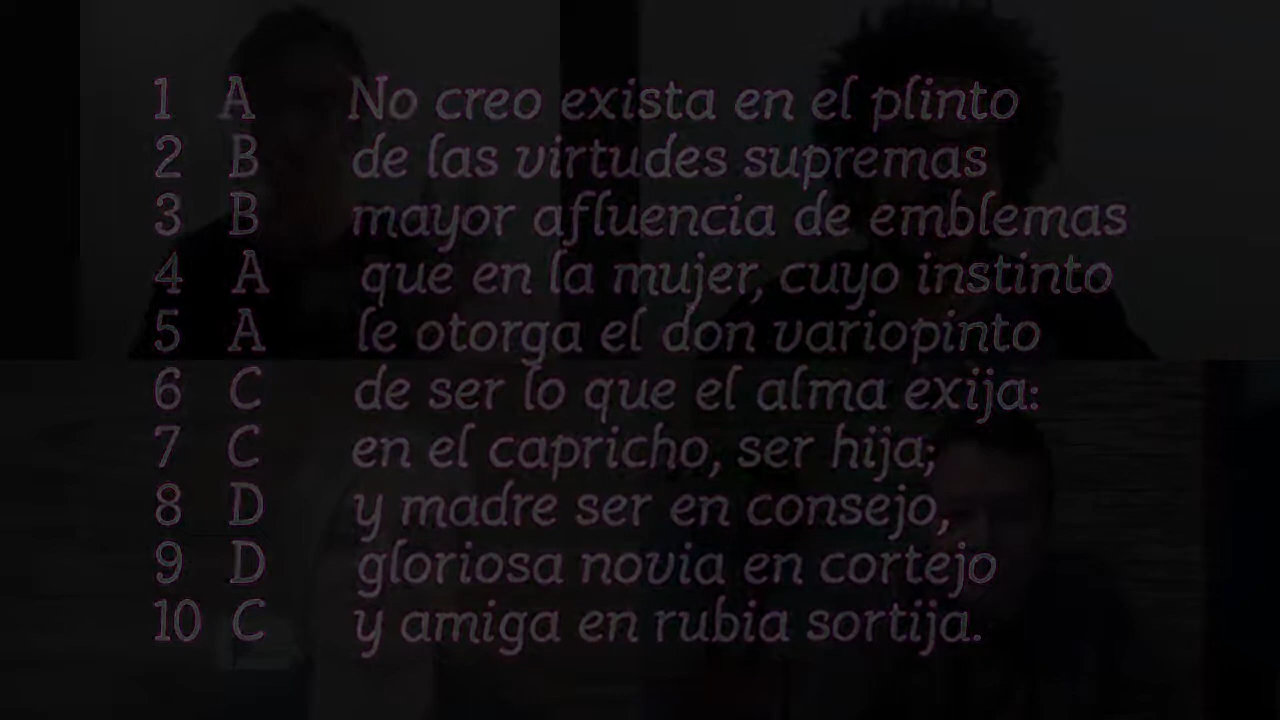 1 A No creo exista en el plinto
2 B de las virtudes supremas
3 B mayor afluencia de emblemas
4 A que en la mujer, cuyo instinto
5 A le otorga el don variopinto
6 C de ser lo que el alma exija:
7 C en el capricho, ser hija;
8 D y madre ser en consejo,
9 D gloriosa novia en cortejo
10 C y amiga en rubia sortija.